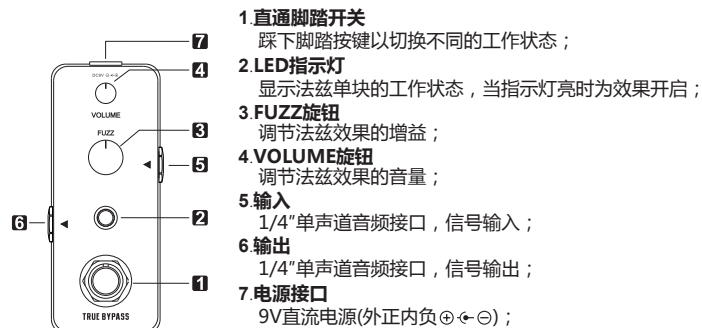 DC9V ⊕-⊂-⊖
VOLUME
FUZZ
TRUE BYPASS
7
4
3
5
6
2
1
1.直通脚踏开关
踩下脚踏按键以切换不同的工作状态；
2.LED指示灯
显示法兹单块的工作状态，当指示灯亮时为效果开启；
3.FUZZ旋钮
调节法兹效果的增益；
4.VOLUME旋钮
调节法兹效果的音量；
5.输入
1/4"单声道音频接口，信号输入；
6.输出
1/4"单声道音频接口，信号输出；
7.电源接口
9V直流电源(外正内负⊕-⊂-⊖)；